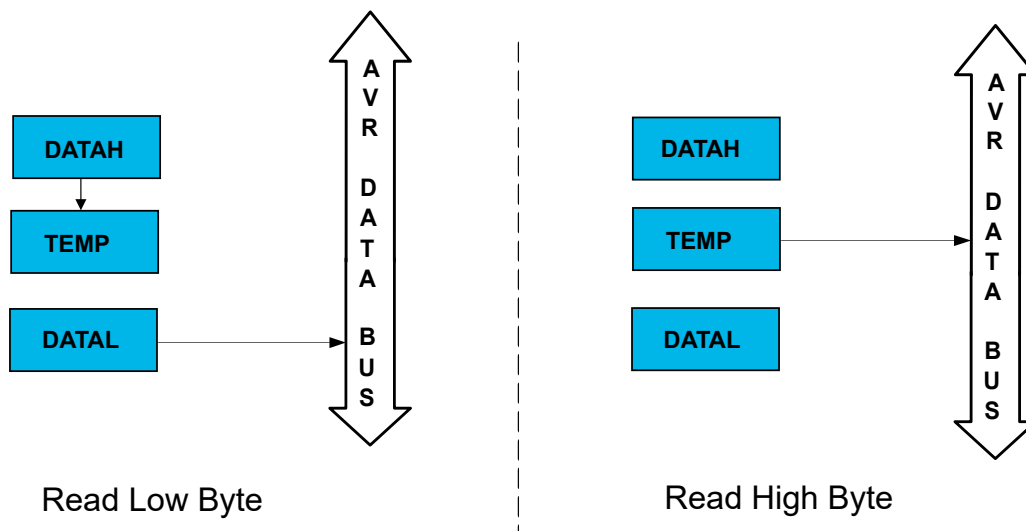 DATAH
TEMP
DATAL
AVR DATA BUS
Read Low Byte
DATAH
TEMP
DATAL
AVR DATA BUS
Read High Byte